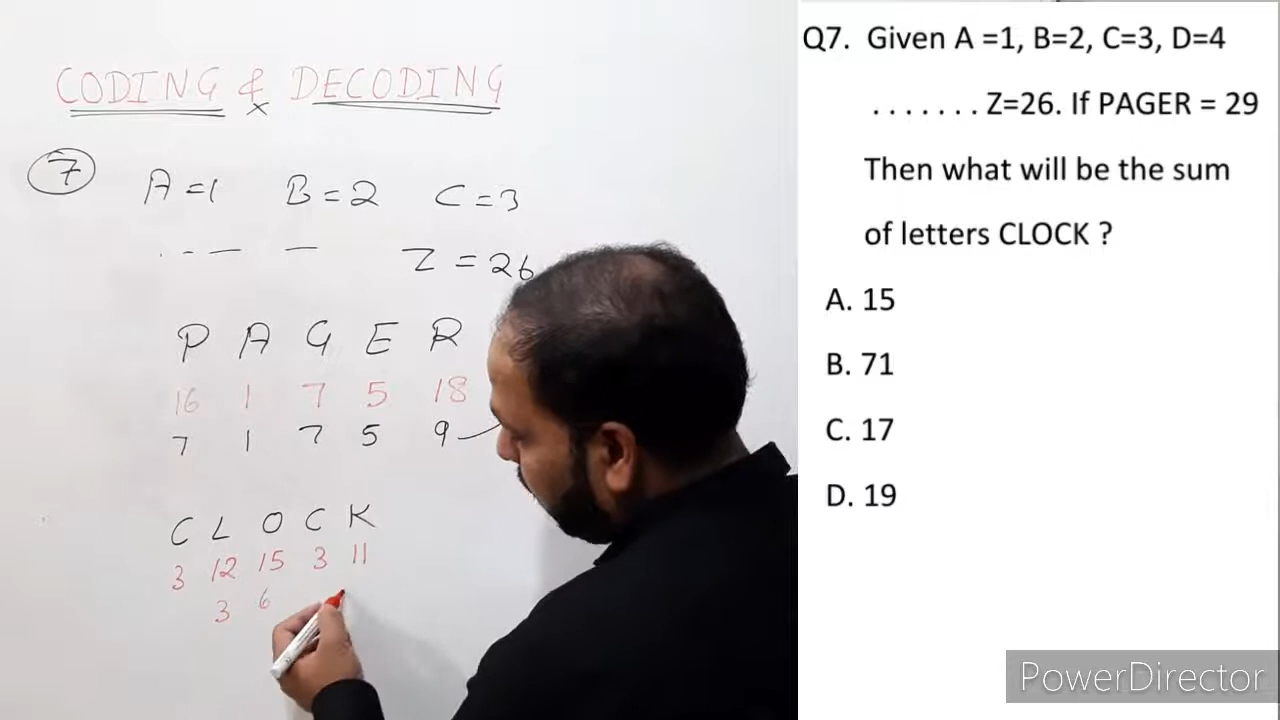 CODING & DECODING
7 A=1 B=2 C=3
Z = 26
P A G E R
16 1 7 5 18
7 1 7 5 9
C L O C K
3 12 15 3 11
3 6
Q7. Given A =1, B=2, C=3, D=4
. . . . . . . Z=26. If PAGER = 29
Then what will be the sum
of letters CLOCK ?
A. 15
B. 71
C. 17
D. 19
PowerDirector